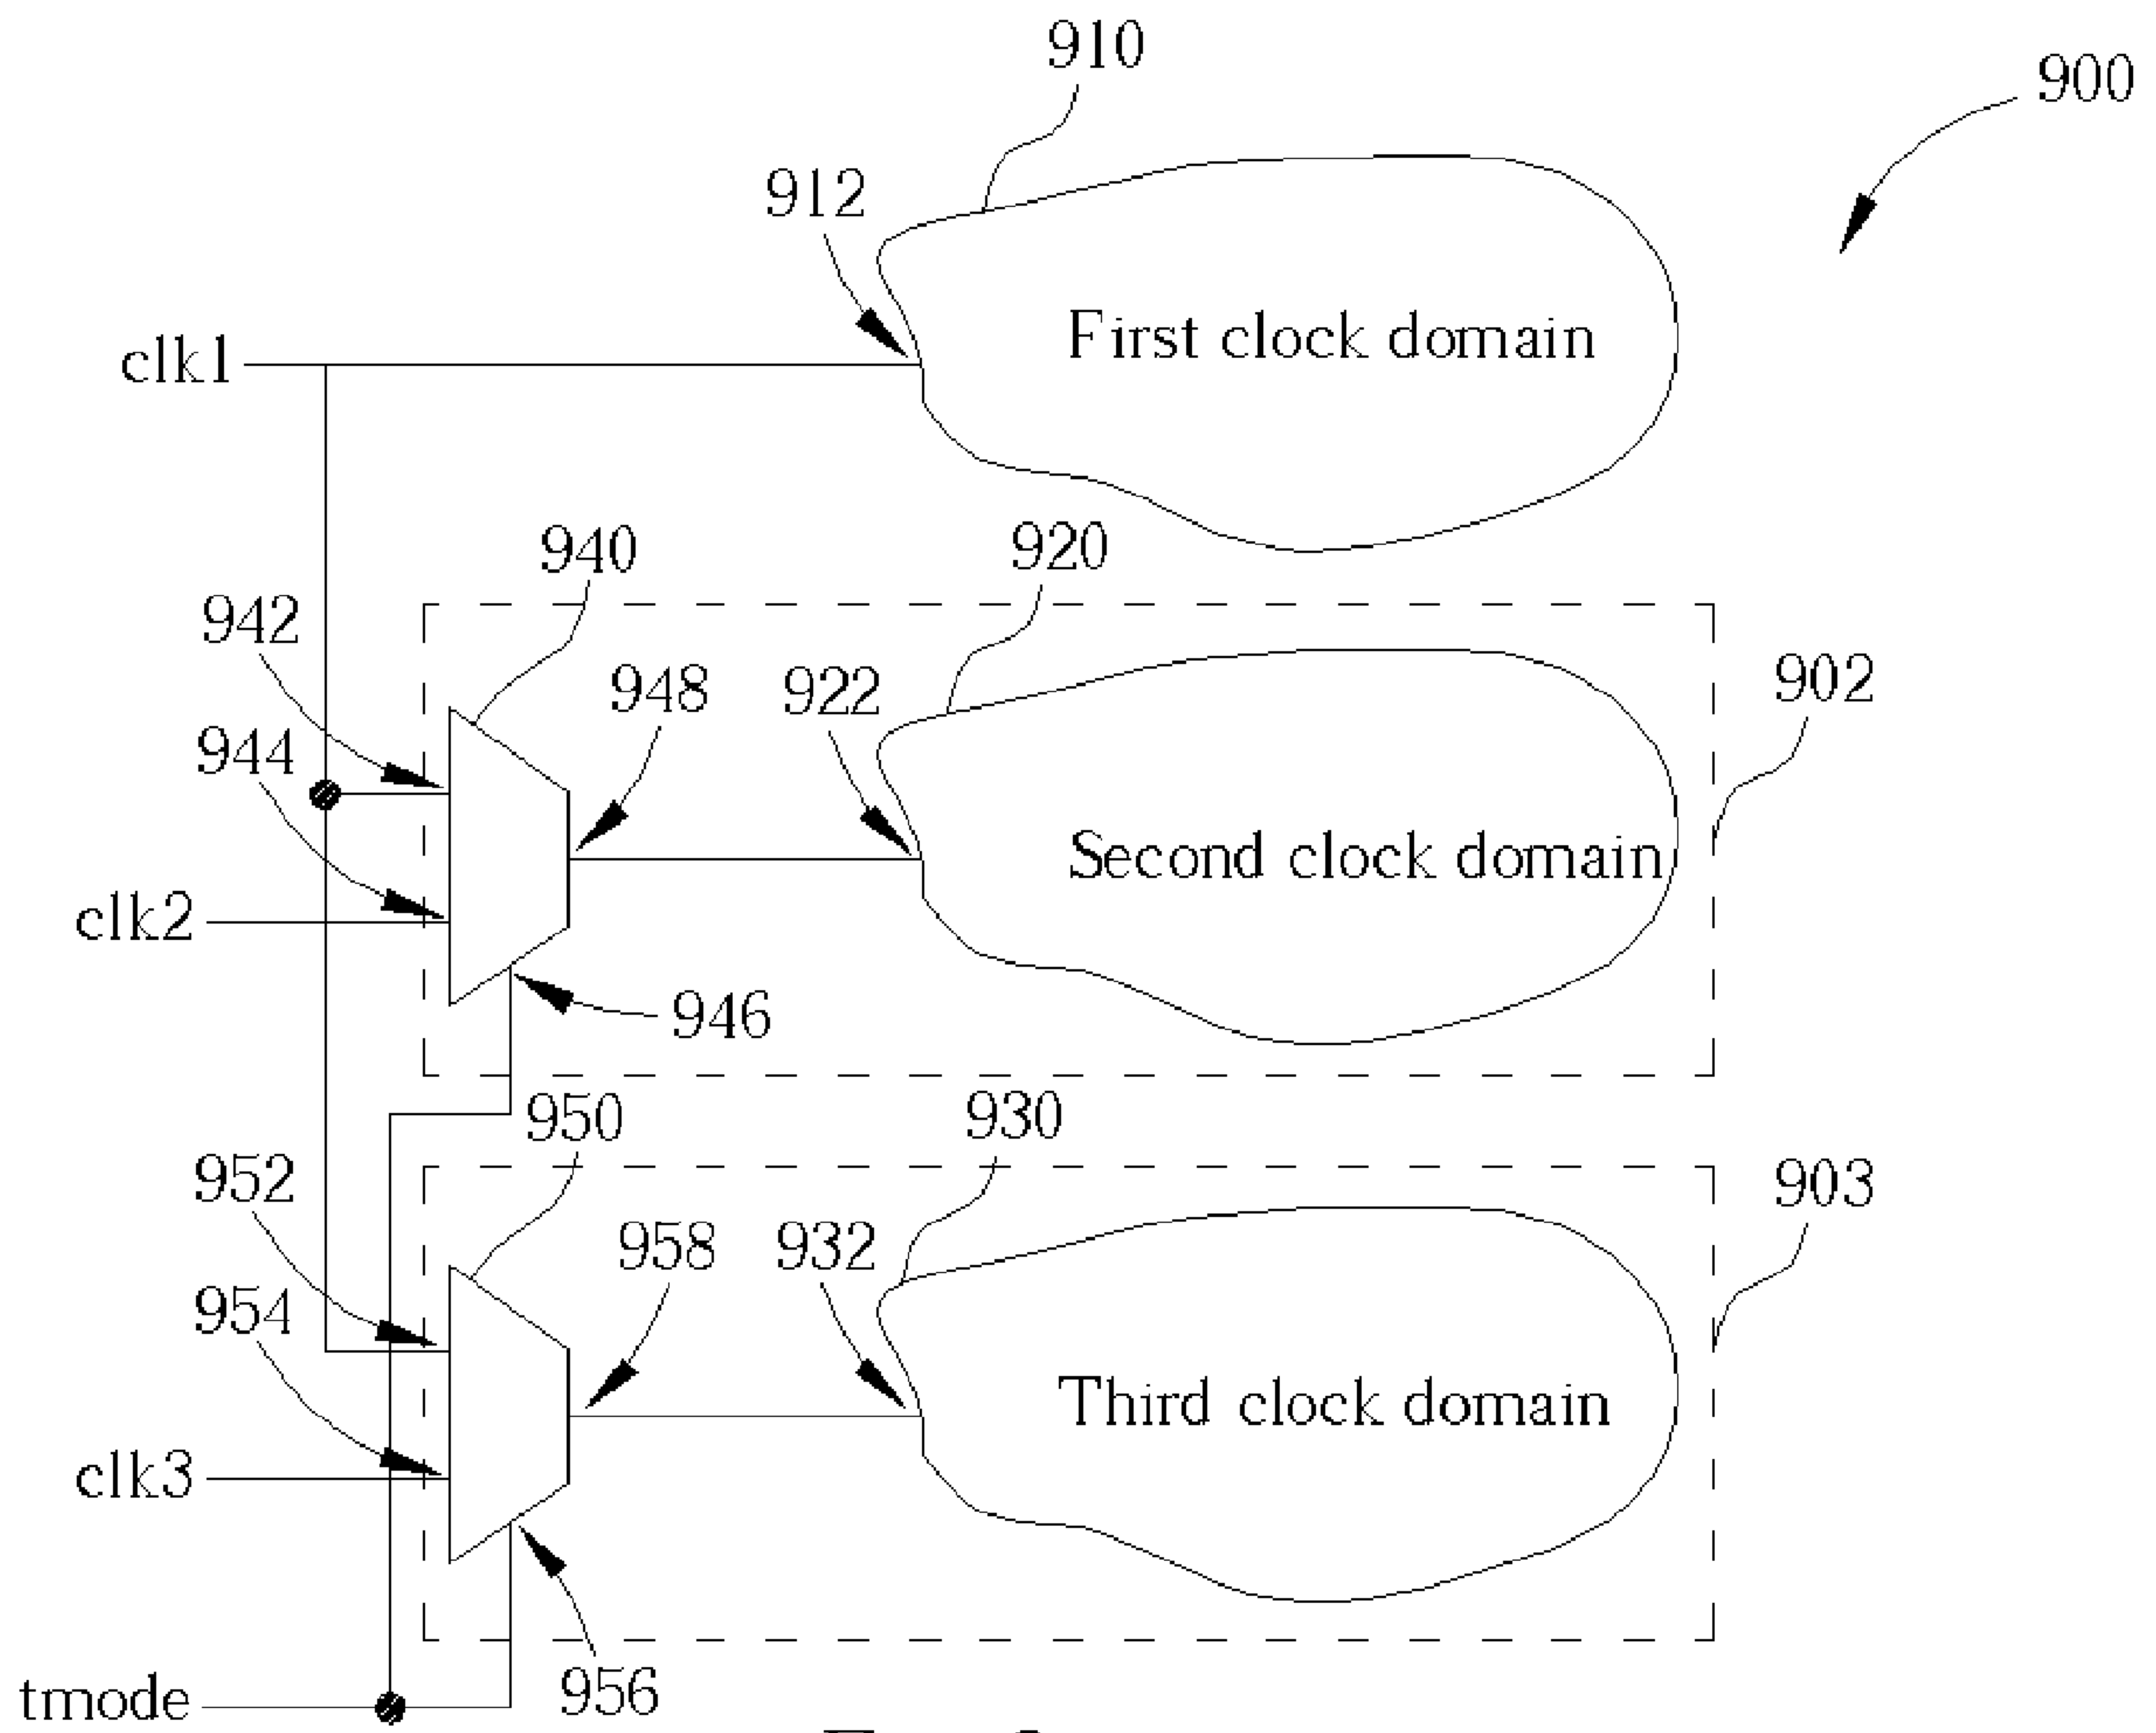 910
900
912
First clock domain
clk1
940
920
942
948
922
902
944
Second clock domain
clk2
946
950
930
952
903
958
932
954
Third clock domain
clk3
956
tmode